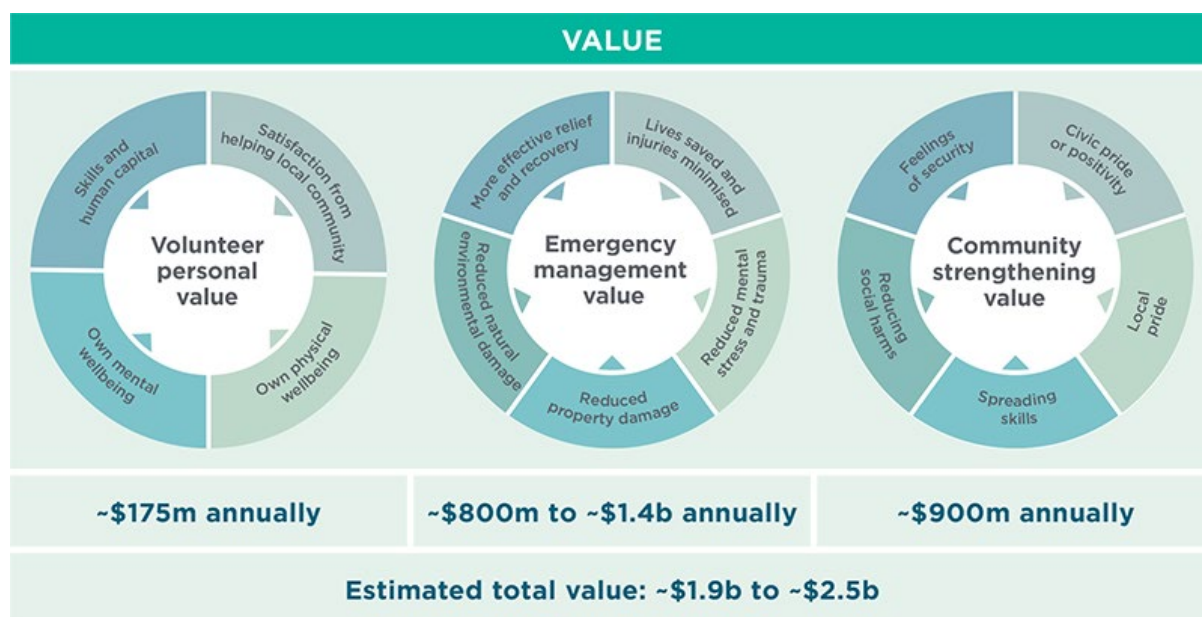 VALUE
Skills and
human capital
Satisfaction from
helping local community
Own mental
wellbeing
Own physical
wellbeing
Volunteer
personal
value
More effective relief
and recovery
Lives saved and
injuries minimised
Reduced natural
environmental damage
Reduced mental
stress and trauma
Reduced
property damage
Emergency
management
value
Feelings
of security
Civic pride
or positivity
Reducing
social harms
Local
pride
Spreading
skills
Community
strengthening
value
~$175m annually
~$800m to ~$1.4b annually
~$900m annually
Estimated total value: ~$1.9b to ~$2.5b